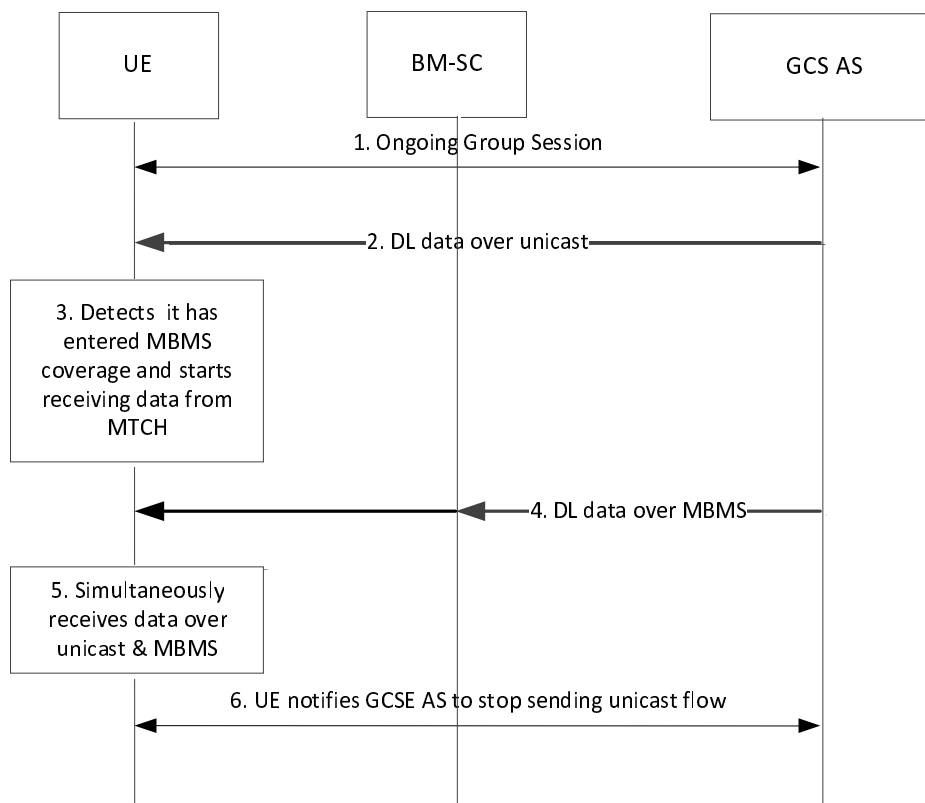 UE
BM-SC
GCS AS
1. Ongoing Group Session
2. DL data over unicast
3. Detects it has
entered MBMS
coverage and starts
receiving data from
MTCH
4. DL data over MBMS
5. Simultaneously
receives data over
unicast & MBMS
6. UE notifies GCSE AS to stop sending unicast flow